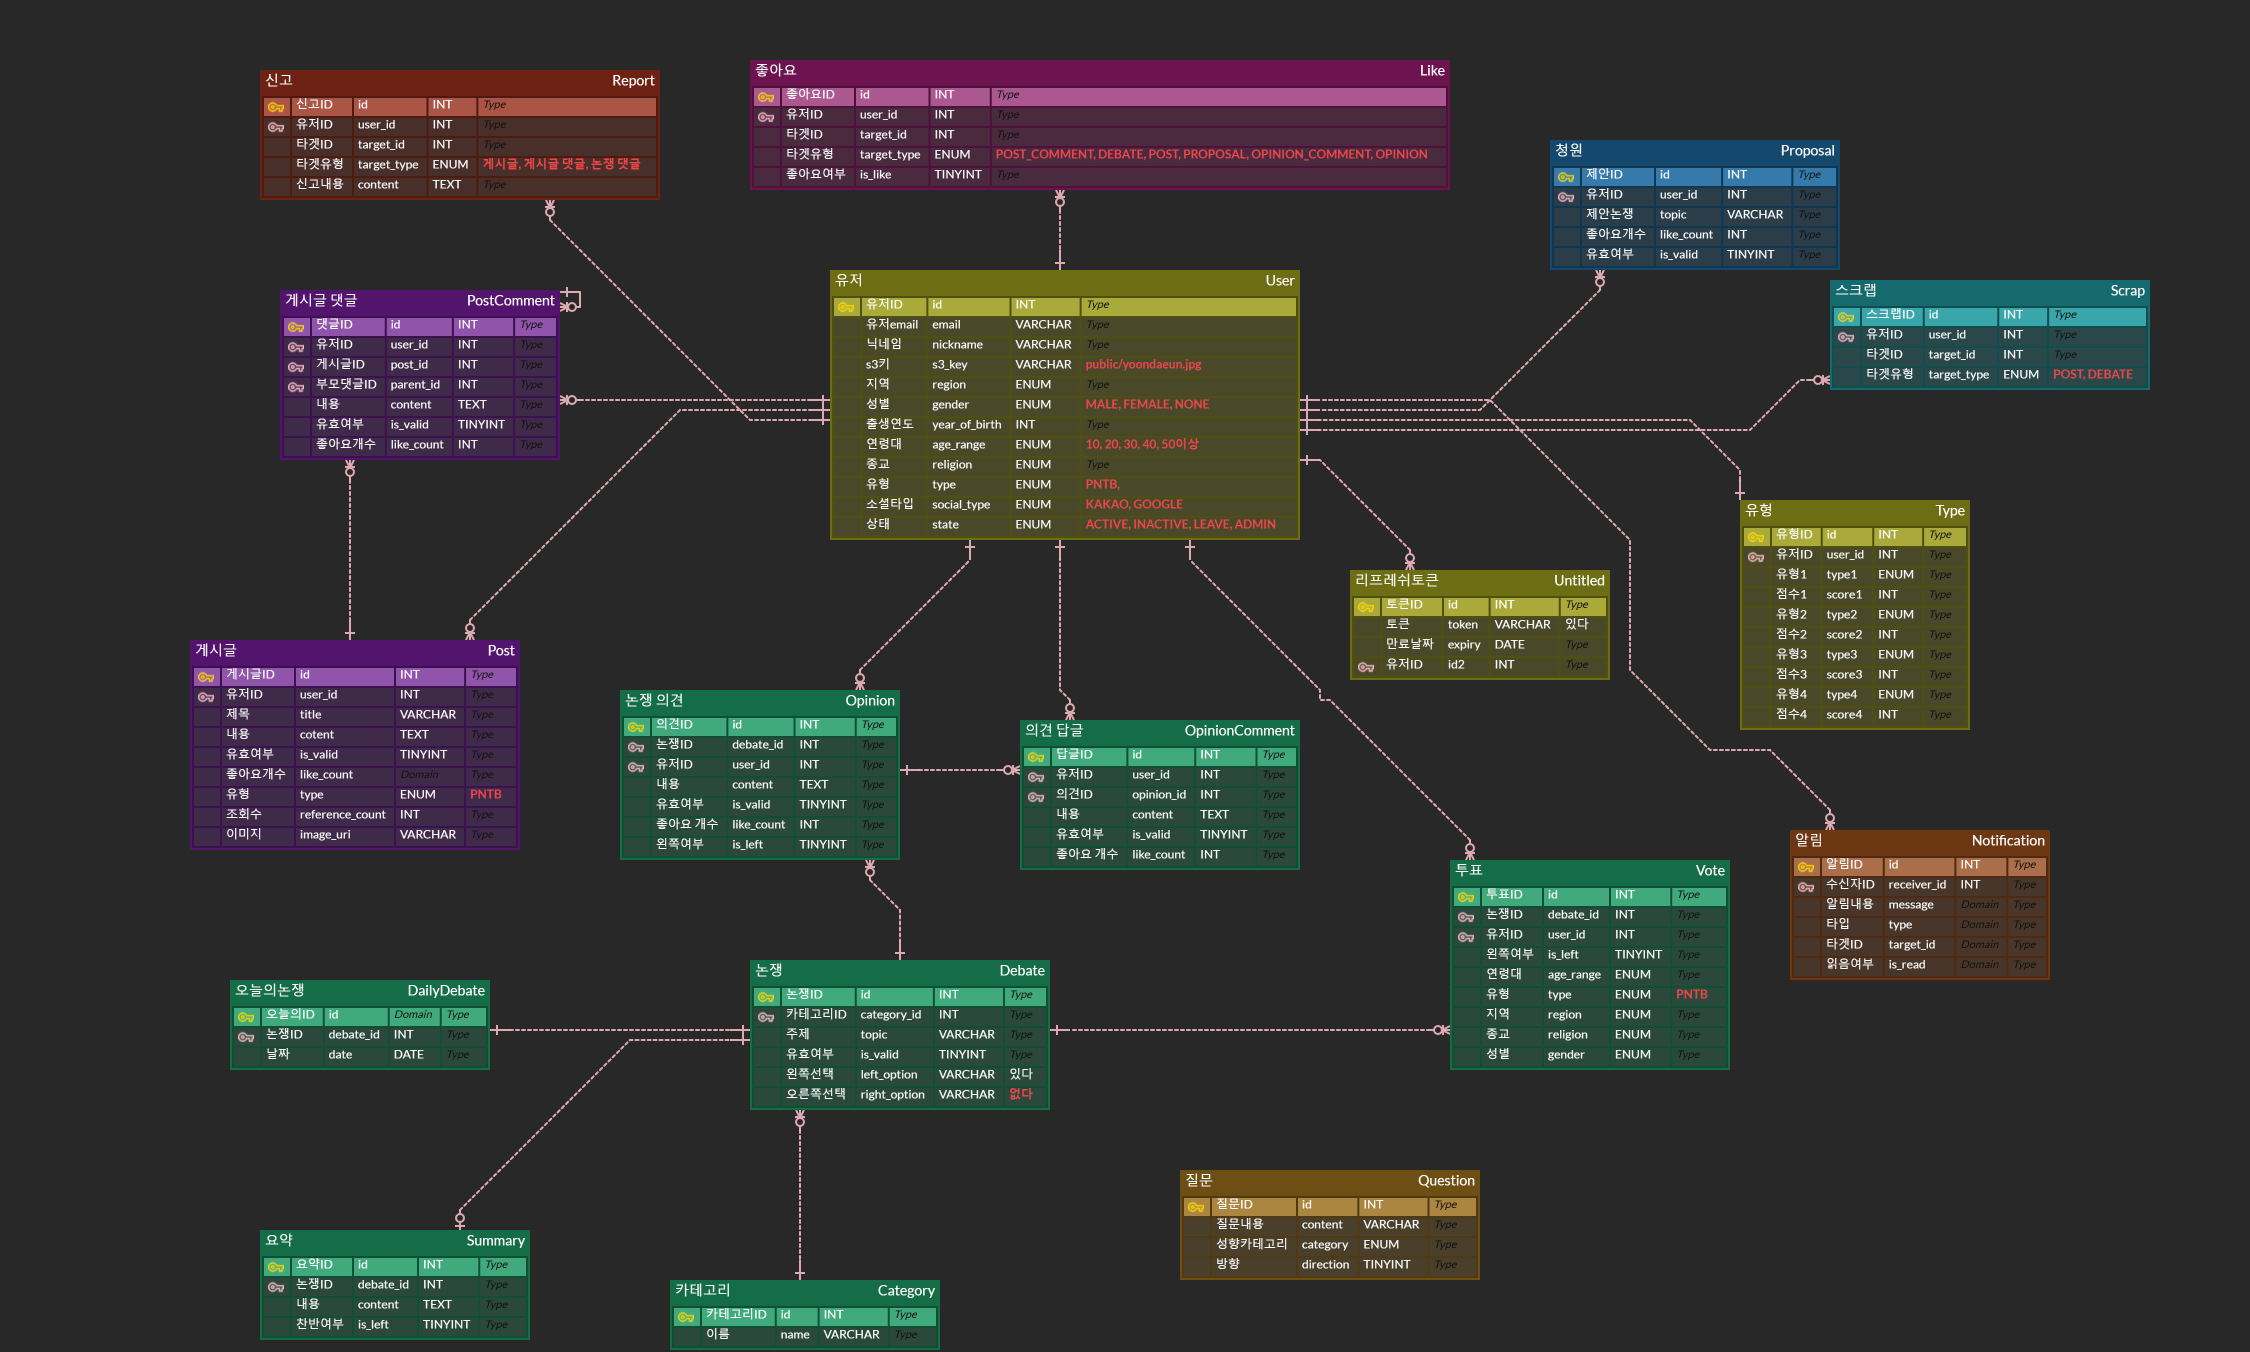 신고 Report
신고ID id INT Type
유저ID user_id INT Type
타겟ID target_id INT Type
타겟유형 target_type ENUM 게시글, 게시글 댓글, 논쟁 댓글
신고내용 content TEXT Type
좋아요 Like
좋아요ID id INT Type
유저ID user_id INT Type
타겟ID target_id INT Type
타겟유형 target_type ENUM POST_COMMENT, DEBATE, POST, PROPOSAL, OPINION_COMMENT, OPINION
좋아요여부 is_like TINYINT Type
청원 Proposal
제안ID id INT Type
유저ID user_id INT Type
제안논쟁 topic VARCHAR Type
좋아요개수 like_count INT Type
유효여부 is_valid TINYINT Type
스크랩 Scrap
스크랩ID id INT Type
유저ID user_id INT Type
타겟ID target_id INT Type
타겟유형 target_type ENUM POST, DEBATE
게시글 댓글 PostComment
댓글ID id INT Type
유저ID user_id INT Type
게시글ID post_id INT Type
부모댓글ID parent_id INT Type
내용 content TEXT Type
유효여부 is_valid TINYINT Type
좋아요개수 like_count INT Type
유저 User
유저ID id INT Type
유저email email VARCHAR Type
닉네임 nickname VARCHAR Type
s3키 s3_key VARCHAR public/yoondaeun.jpg
지역 region ENUM Type
성별 gender ENUM MALE, FEMALE, NONE
출생연도 year_of_birth INT Type
연령대 age_range ENUM 10, 20, 30, 40, 50이상
종교 religion ENUM Type
유형 type ENUM PNTB,
소셜타입 social_type ENUM KAKAO, GOOGLE
상태 state ENUM ACTIVE, INACTIVE, LEAVE, ADMIN
유형 Type
유형ID id INT Type
유저ID user_id INT Type
유형1 type1 ENUM Type
점수1 score1 INT Type
유형2 type2 ENUM Type
점수2 score2 INT Type
유형3 type3 ENUM Type
점수3 score3 INT Type
유형4 type4 ENUM Type
점수4 score4 INT Type
리프레쉬토큰 Untitled
토큰ID id INT Type
토큰 token VARCHAR 있다
만료날짜 expiry DATE Type
유저ID id2 INT Type
게시글 Post
게시글ID id INT Type
유저ID user_id INT Type
제목 title VARCHAR Type
내용 cotent TEXT Type
유효여부 is_valid TINYINT Type
좋아요개수 like_count Domain Type
유형 type ENUM PNTB
조회수 reference_count INT Type
이미지 image_uri VARCHAR Type
논쟁 의견 Opinion
의견ID id INT Type
논쟁ID debate_id INT Type
유저ID user_id INT Type
내용 content TEXT Type
유효여부 is_valid TINYINT Type
좋아요 개수 like_count INT Type
왼쪽여부 is_left TINYINT Type
의견 답글 OpinionComment
답글ID id INT Type
유저ID user_id INT Type
의견ID opinion_id INT Type
내용 content TEXT Type
유효여부 is_valid TINYINT Type
좋아요 개수 like_count INT Type
알림 Notification
알림ID id INT Type
수신자ID receiver_id INT Type
알림내용 message Domain Type
타입 type Domain Type
타겟ID target_id Domain Type
읽음여부 is_read Domain Type
투표 Vote
투표ID id INT Type
논쟁ID debate_id INT Type
유저ID user_id INT Type
왼쪽여부 is_left TINYINT Type
연령대 age_range ENUM Type
유형 type ENUM PNTB
지역 region ENUM Type
종교 religion ENUM Type
성별 gender ENUM Type
논쟁 Debate
논쟁ID id INT Type
카테고리ID category_id INT Type
주제 topic VARCHAR Type
유효여부 is_valid TINYINT Type
왼쪽선택 left_option VARCHAR 있다
오른쪽선택 right_option VARCHAR 없다
오늘의논쟁 DailyDebate
오늘의ID id Domain Type
논쟁ID debate_id INT Type
날짜 date DATE Type
질문 Question
질문ID id INT Type
질문내용 content VARCHAR Type
성향카테고리 category ENUM Type
방향 direction TINYINT Type
요약 Summary
요약ID id INT Type
논쟁ID debate_id INT Type
내용 content TEXT Type
찬반여부 is_left TINYINT Type
카테고리 Category
카테고리ID id INT Type
이름 name VARCHAR Type